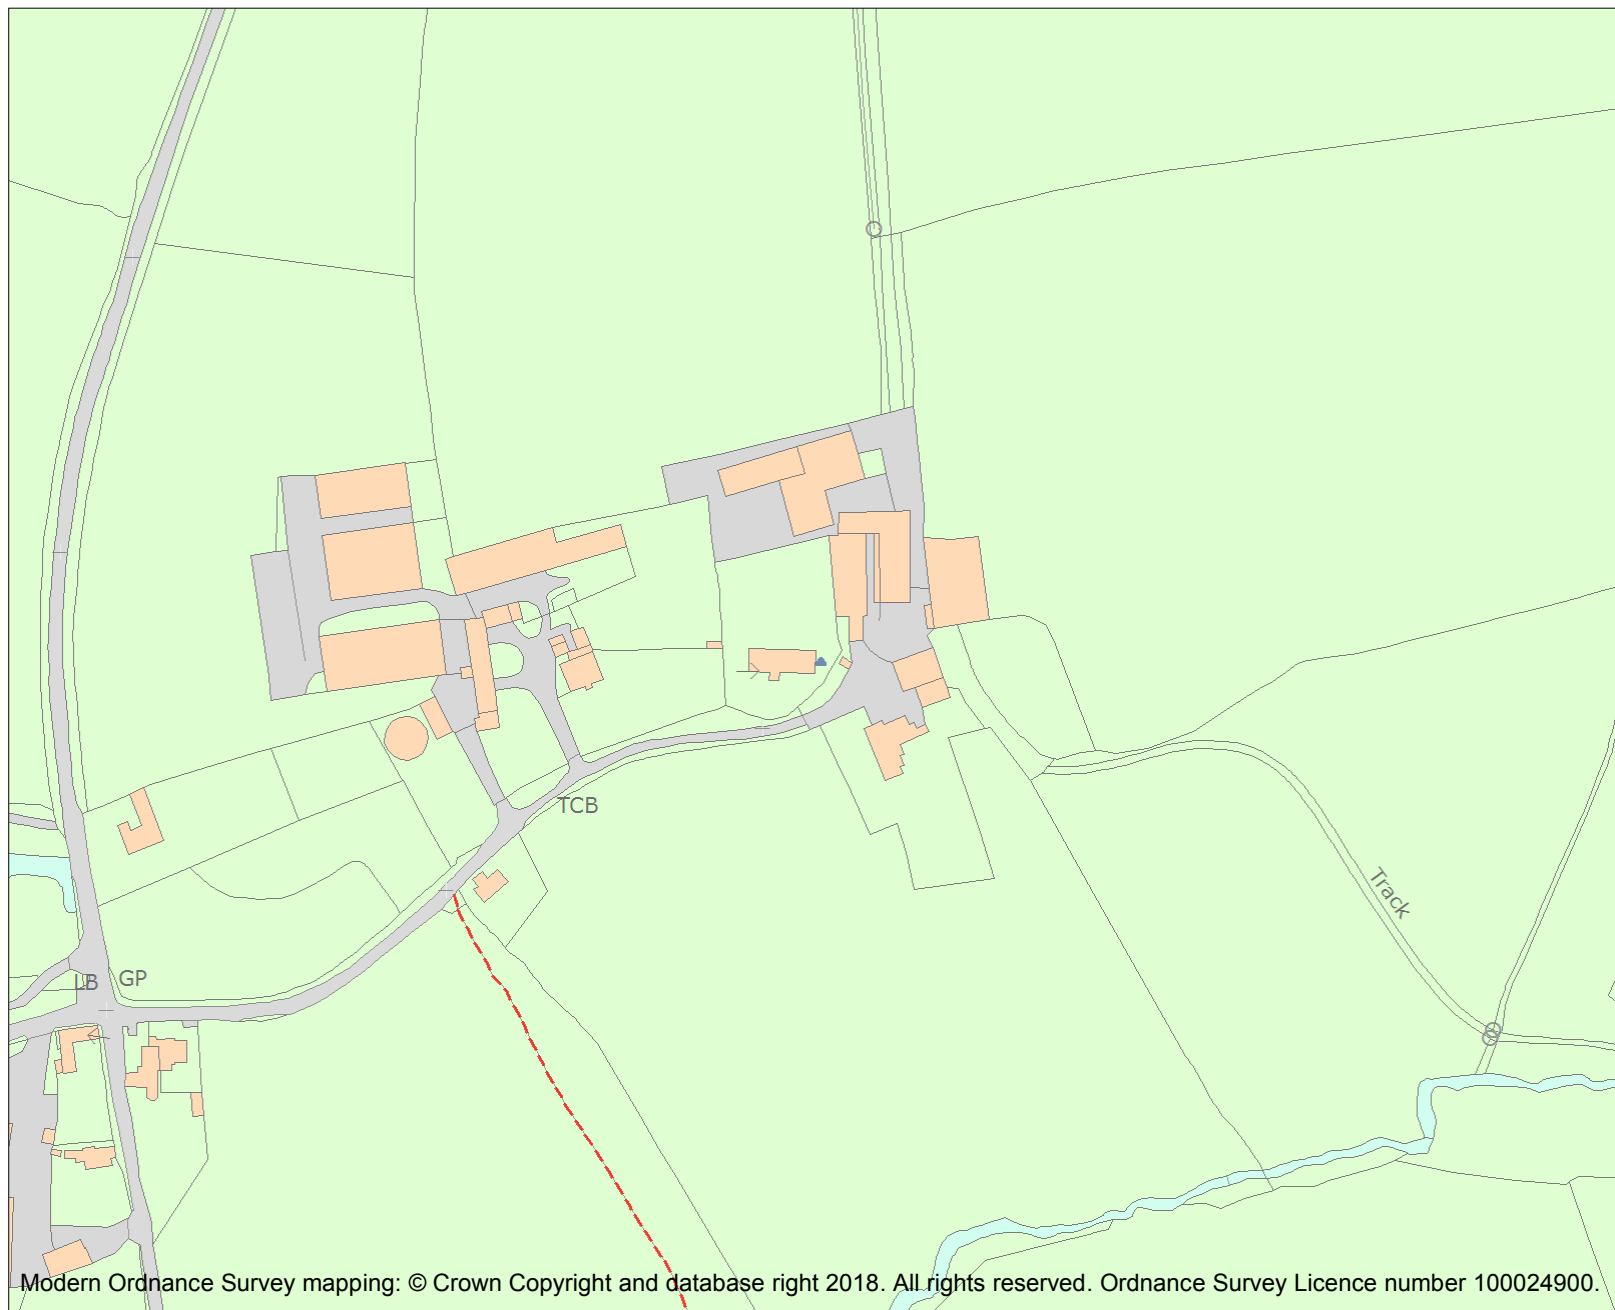 TCB
Track
LB
GP
Modern Ordnance Survey mapping: © Crown Copyright and database right 2018. All rights reserved. Ordnance Survey Licence number 100024900.